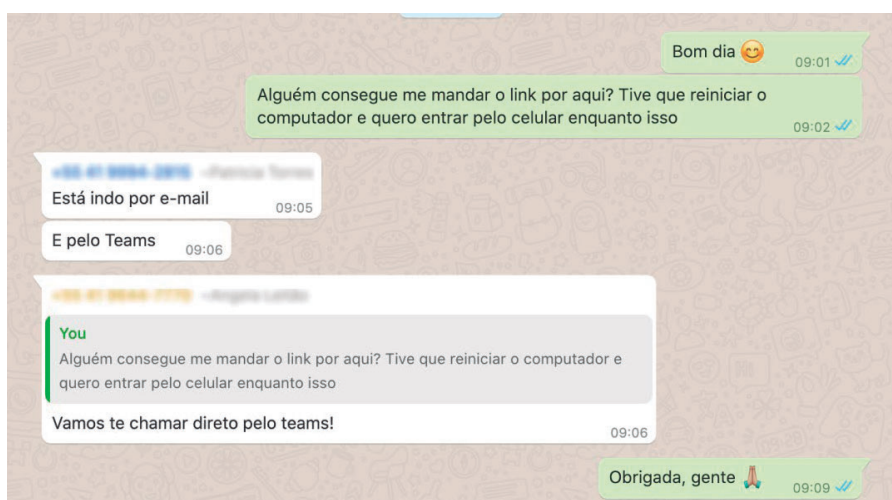 Bom dia 😊
09:01
Alguém consegue me mandar o link por aqui? Tive que reiniciar o
computador e quero entrar pelo celular enquanto isso
09:02
Está indo por e-mail
09:05
E pelo Teams
09:06
You
Alguém consegue me mandar o link por aqui? Tive que reiniciar o computador e
quero entrar pelo celular enquanto isso
Vamos te chamar direto pelo teams!
09:06
Obrigada, gente 🙏🏼
09:09